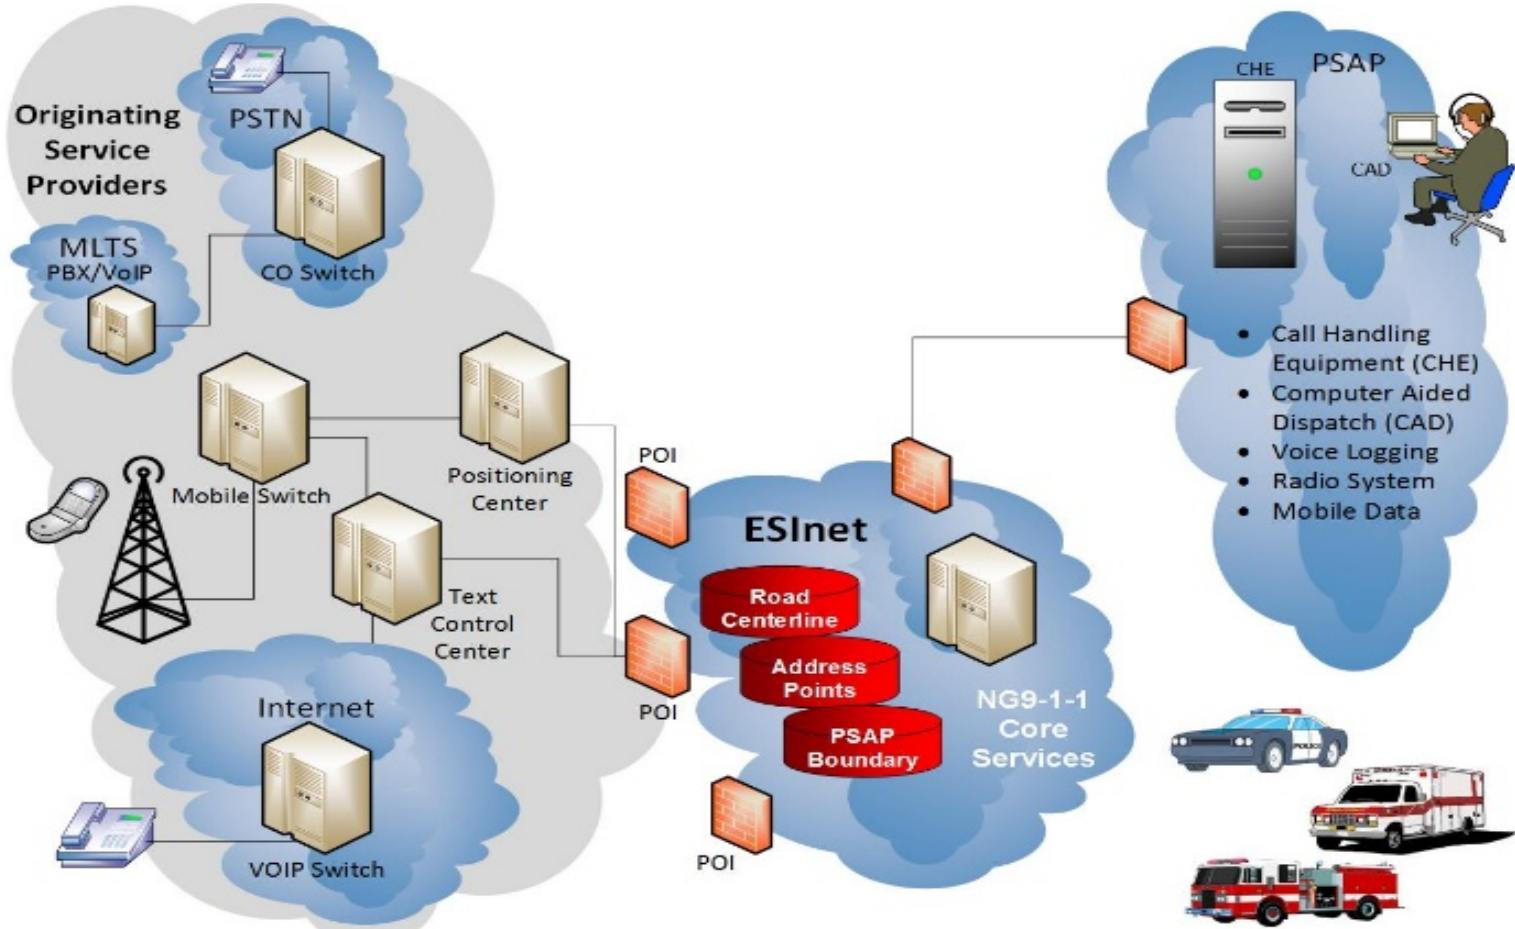 Originating
Service
Providers
PSTN
CO Switch
MLTS
PBX/VoIP
Mobile Switch
Positioning
Center
Text
Control
Center
Internet
VOIP Switch
POI
POI
POI
ESInet
Road
Centerline
Address
Points
PSAP
Boundary
NG9-1-1
Core
Services
CHE
PSAP
CAD
• Call Handling
Equipment (CHE)
• Computer Aided
Dispatch (CAD)
• Voice Logging
• Radio System
• Mobile Data
POLICE